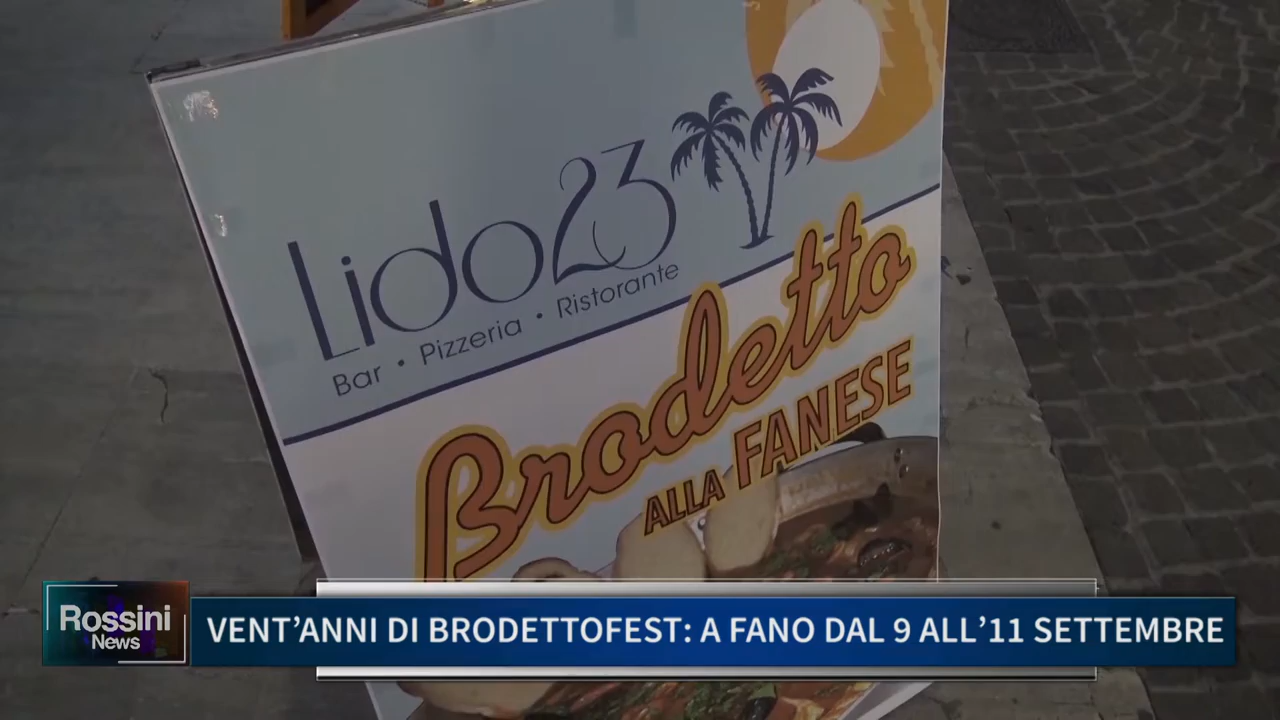 Lido23
Bar • Pizzeria • Ristorante
Brodetto
ALLA FANESE
Rossini
News
VENT’ANNI DI BRODETTOFEST: A FANO DAL 9 ALL’11 SETTEMBRE